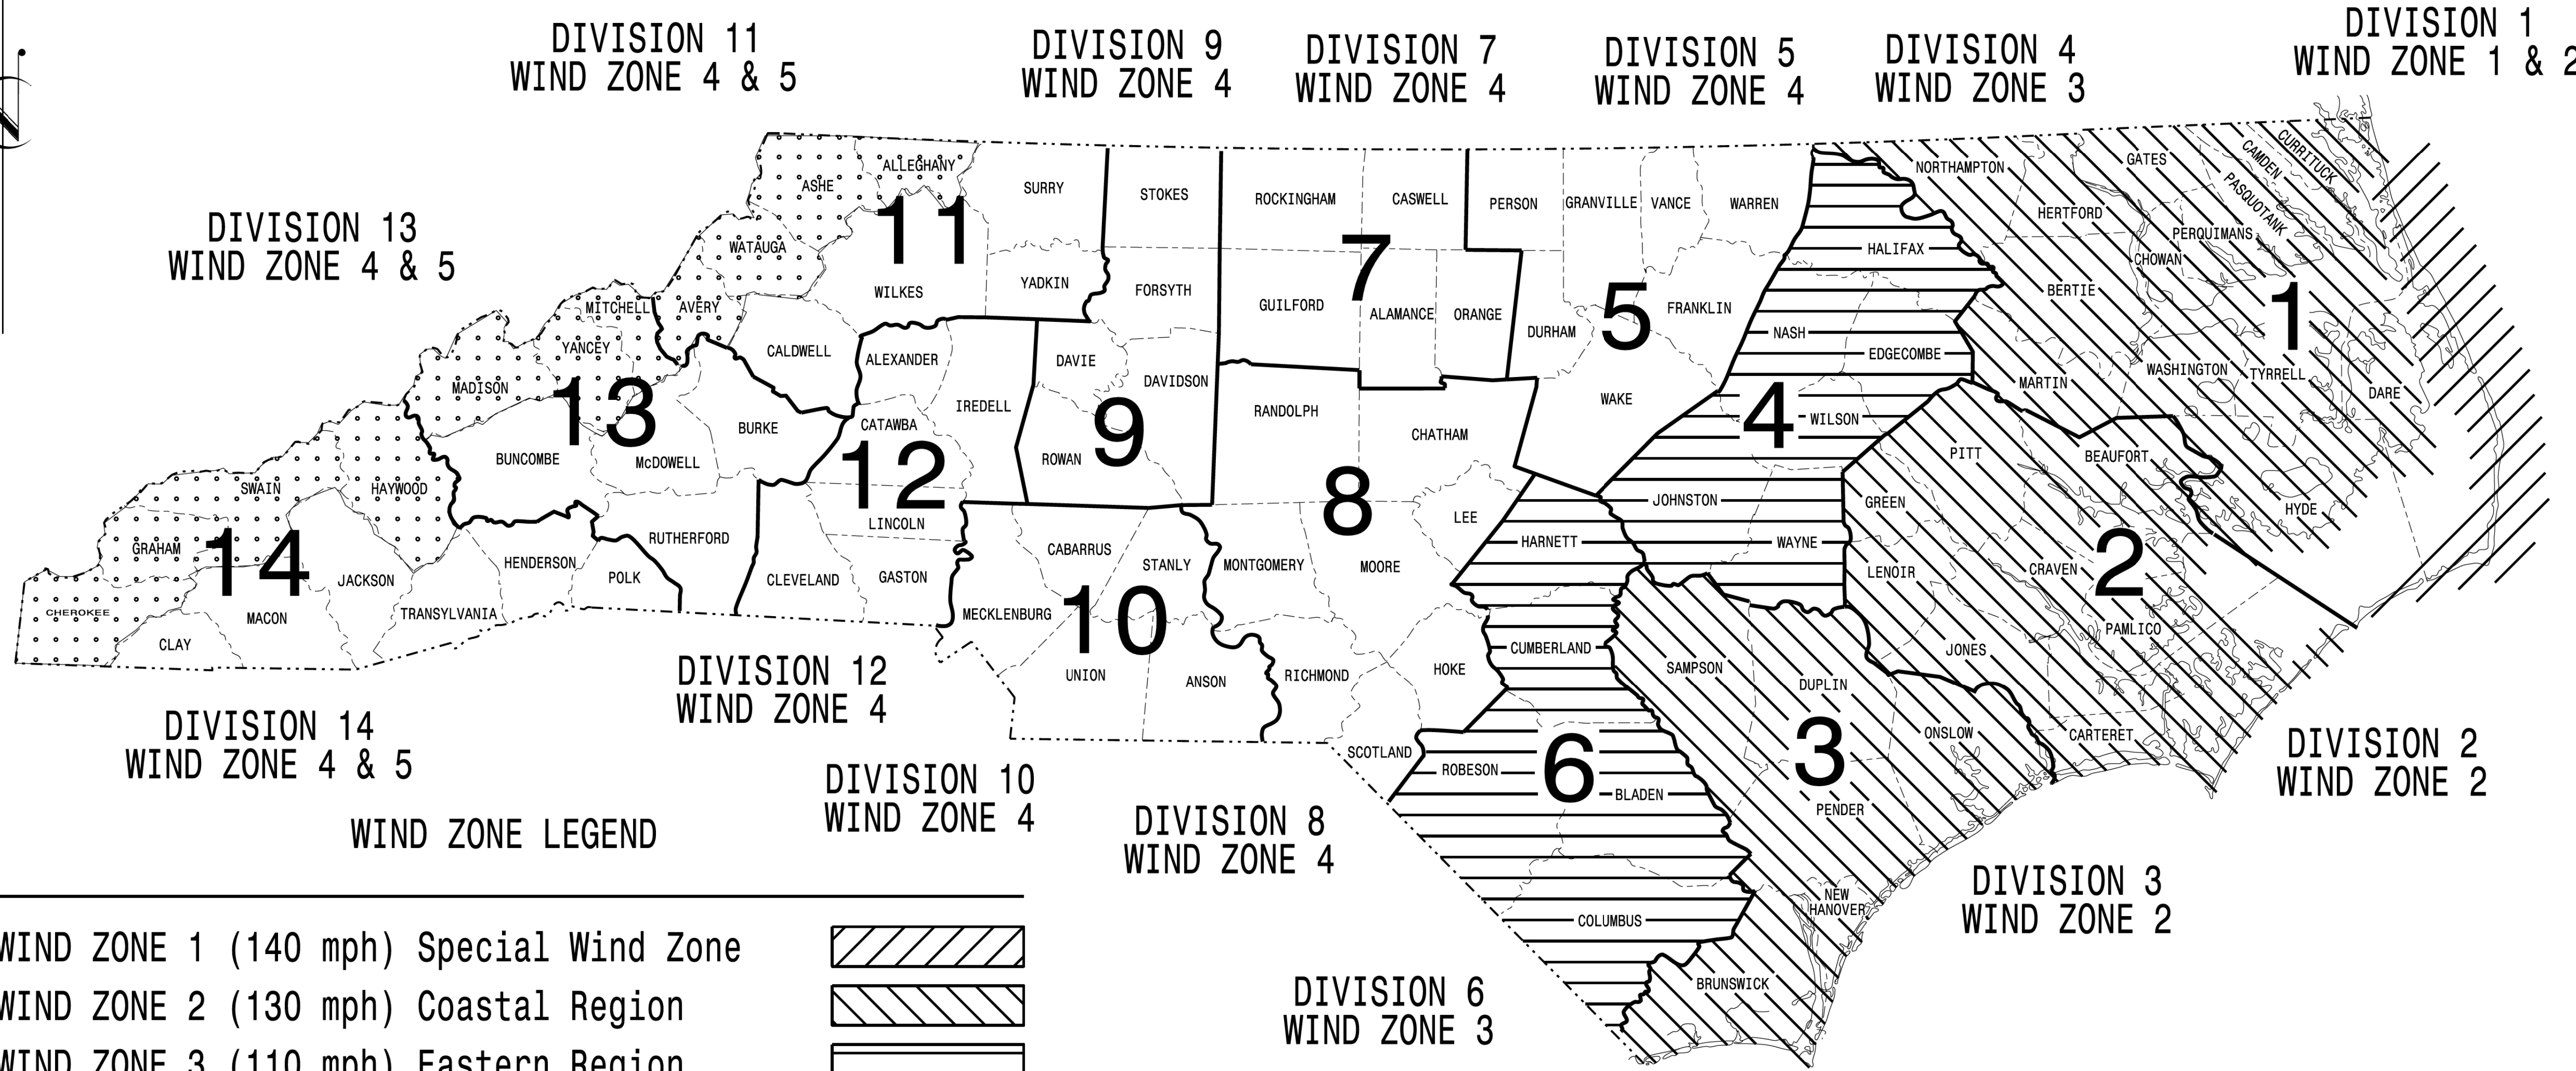 DIVISION 11
WIND ZONE 4 & 5
DIVISION 9
WIND ZONE 4
DIVISION 7
WIND ZONE 4
DIVISION 5
WIND ZONE 4
DIVISION 4
WIND ZONE 3
DIVISION 1
WIND ZONE 1 & 2
DIVISION 13
WIND ZONE 4 & 5
ALLEGHANY
ASHE
SURRY
STOKES
ROCKINGHAM
CASWELL
PERSON
GRANVILLE
VANCE
WARREN
NORTHAMPTON
GATES
CAMDEN
CURRITUCK
PASQUOTANK
HERTFORD
PERQUIMANS
CHOWAN
HALIFAX
BERTIE
WATAUGA
11
WILKES
YADKIN
FORSYTH
7
GUILFORD
ALAMANCE
ORANGE
DURHAM
5
FRANKLIN
NASH
EDGECOMBE
1
MITCHELL
AVERY
YANCEY
CALDWELL
ALEXANDER
DAVIE
DAVIDSON
MADISON
13
IREDELL
RANDOLPH
WAKE
4
WILSON
MARTIN
WASHINGTON
TYRRELL
DARE
BURKE
CATAWBA
9
CHATHAM
BUNCOMBE
McDOWELL
12
ROWAN
PITT
BEAUFORT
SWAIN
HAYWOOD
LINCOLN
8
LEE
JOHNSTON
GREEN
HYDE
GRAHAM
14
JACKSON
HENDERSON
RUTHERFORD
POLK
CLEVELAND
GASTON
CABARRUS
STANLY
MONTGOMERY
MOORE
HARNETT
WAYNE
LENOIR
CRAVEN
2
CHEROKEE
MACON
CLAY
TRANSYLVANIA
MECKLENBURG
10
UNION
ANSON
RICHMOND
HOKE
CUMBERLAND
SAMPSON
DUPLIN
JONES
PAMLICO
SCOTLAND
ROBESON
6
BLADEN
3
PENDER
ONSLOW
CARTERET
COLUMBUS
NEW
HANOVER
BRUNSWICK
DIVISION 12
WIND ZONE 4
DIVISION 14
WIND ZONE 4 & 5
DIVISION 10
WIND ZONE 4
DIVISION 8
WIND ZONE 4
DIVISION 2
WIND ZONE 2
DIVISION 3
WIND ZONE 2
DIVISION 6
WIND ZONE 3
WIND ZONE LEGEND
WIND ZONE 1 (140 mph) Special Wind Zone
WIND ZONE 2 (130 mph) Coastal Region
WIND ZONE 3 (110 mph) Eastern Region